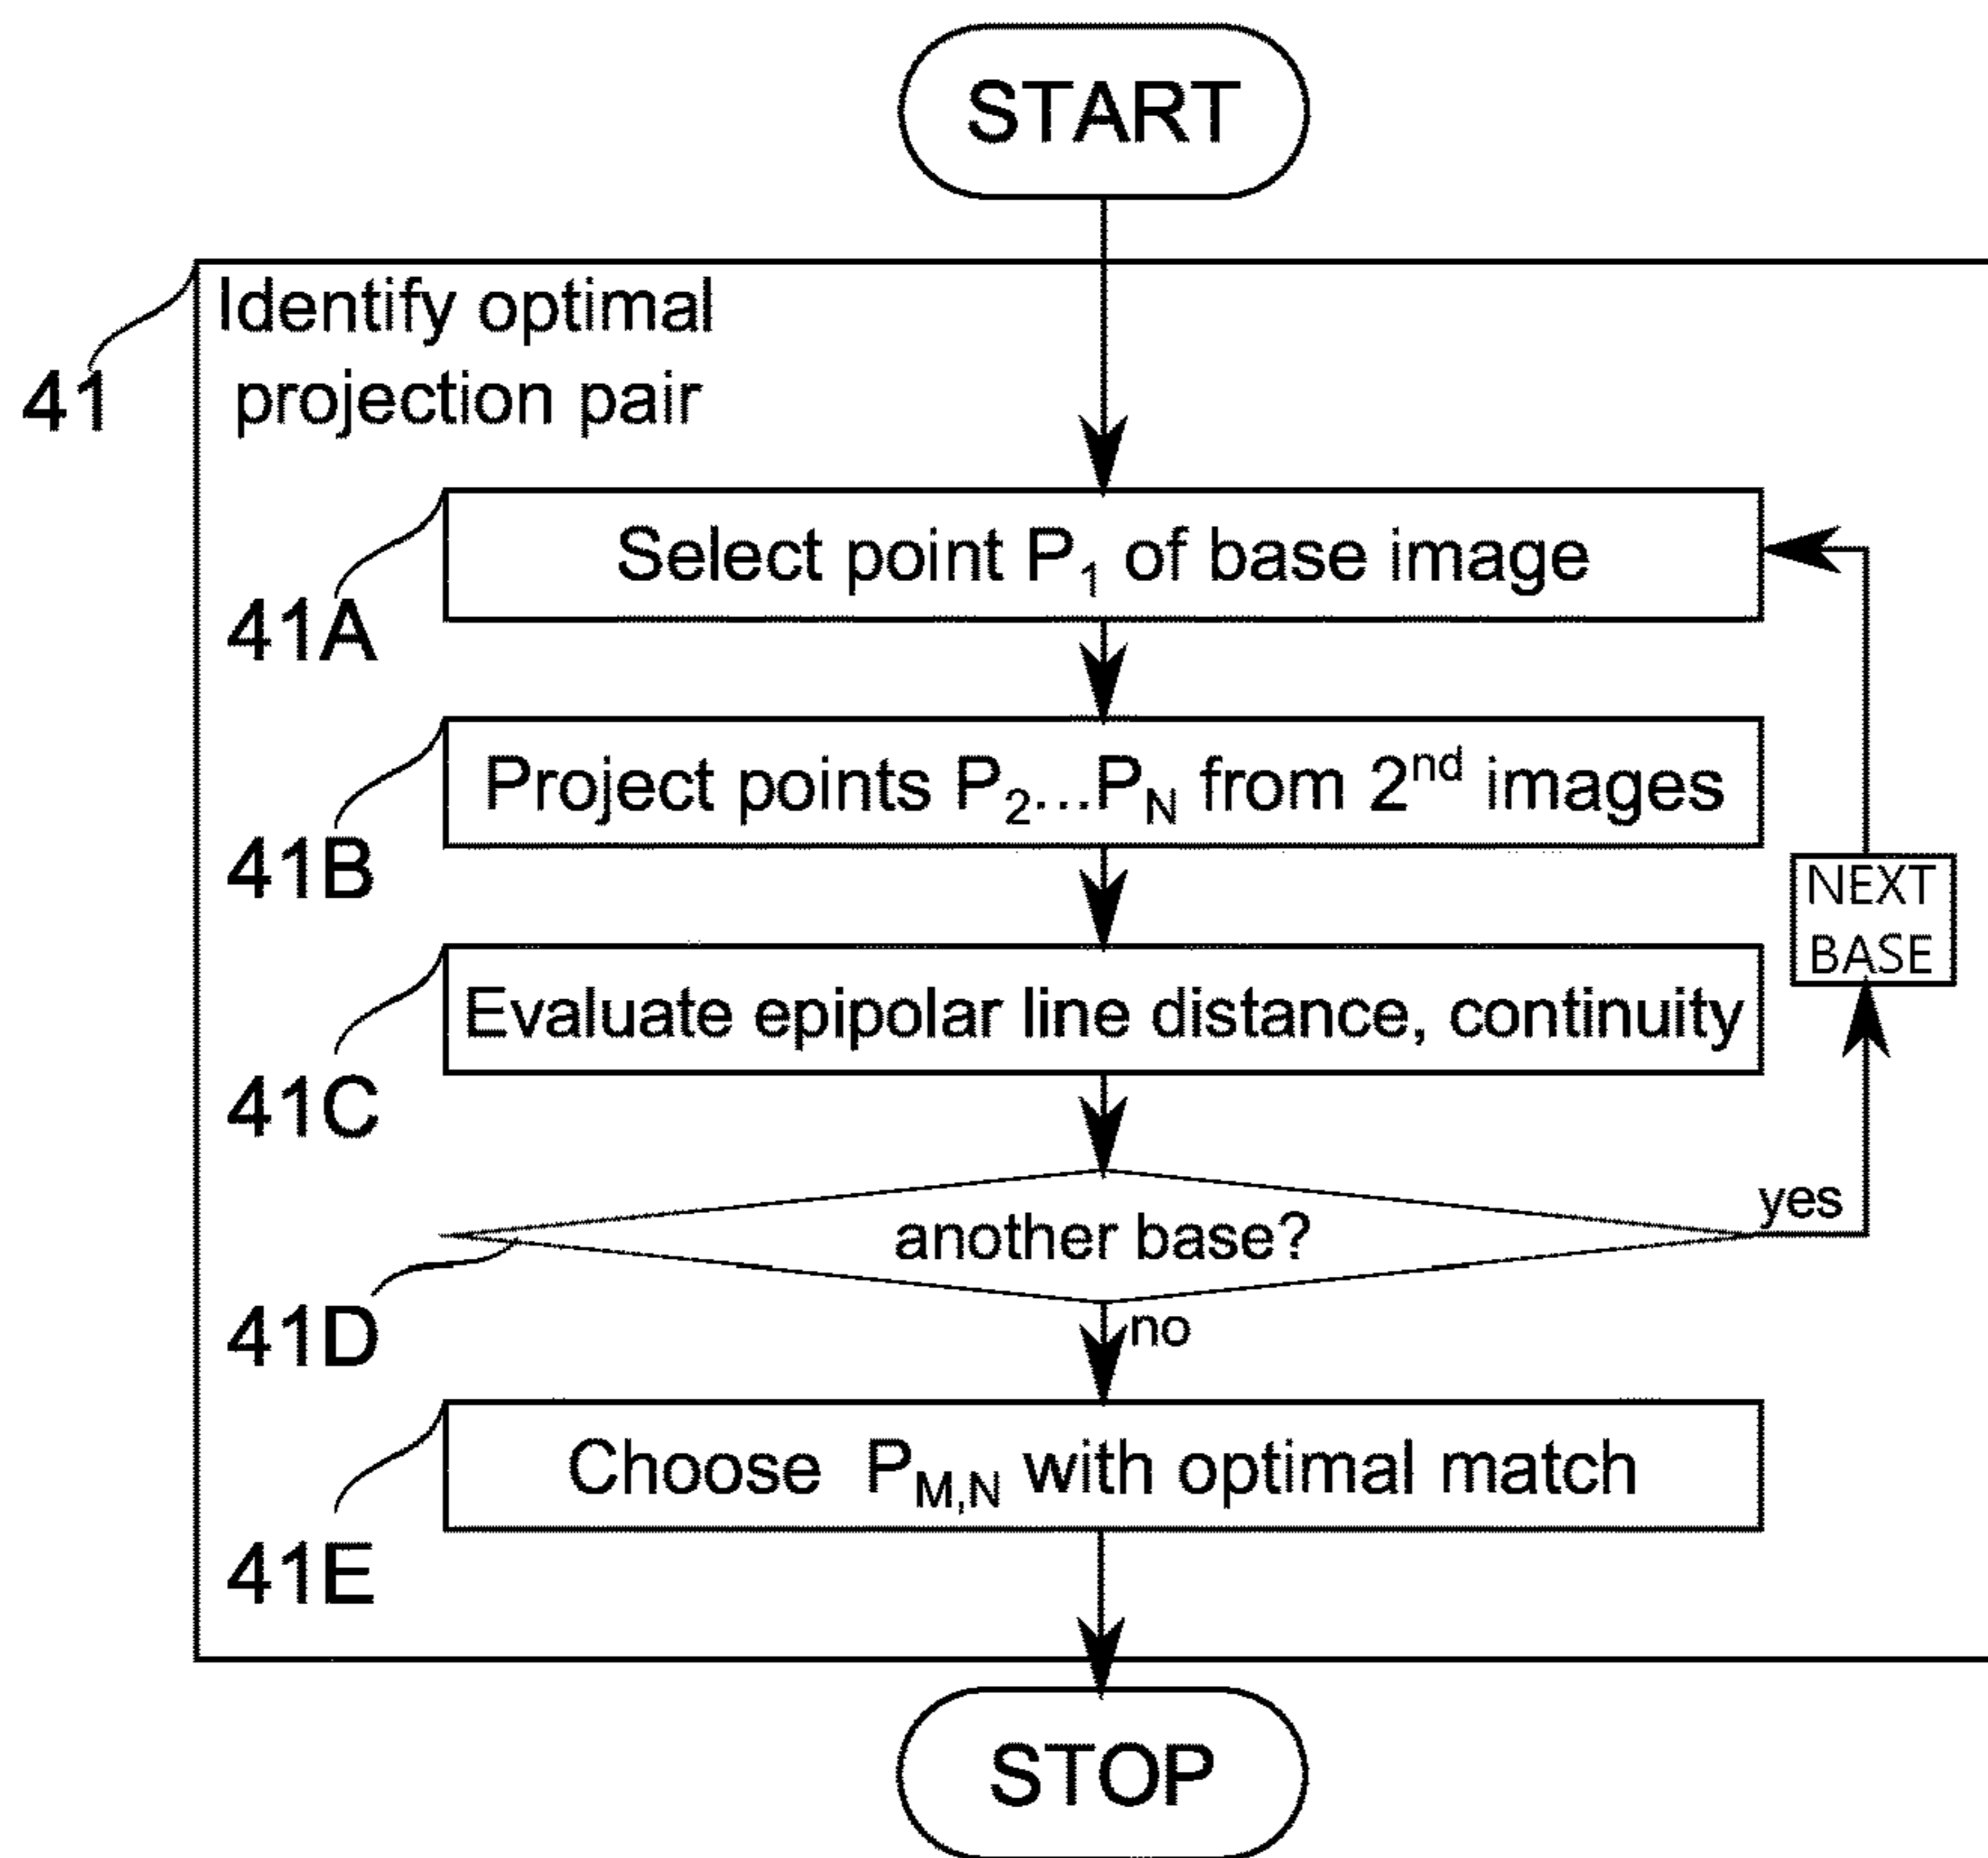 START
Identify optimal
projection pair
41
Select point P₁ of base image
41A
Project points P₂...P_N from 2ⁿᵈ images
41B
NEXT
BASE
Evaluate epipolar line distance, continuity
41C
another base?
yes
41D
no
Choose P_M,N with optimal match
41E
STOP